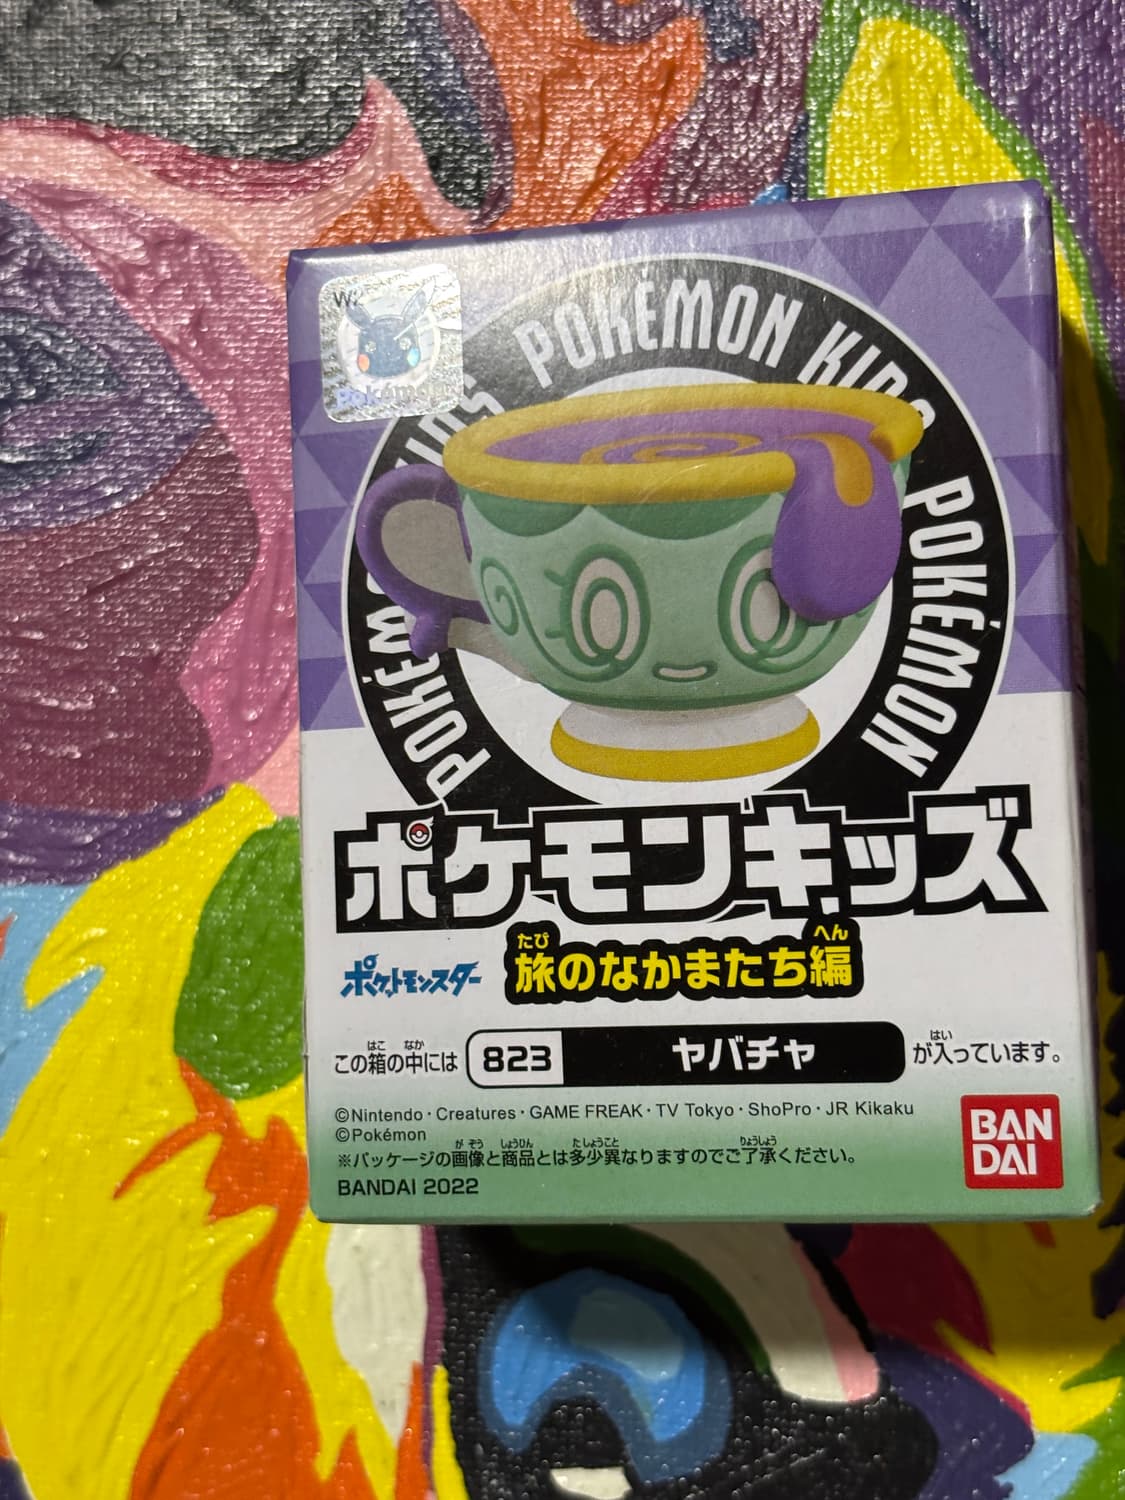 POKÉMON KIDS
POKÉMON
POKÉMON KIDS
Pokémon
ポケモンキッズ
ポケットモンスター
たび へん
旅のなかまたち編
はこ なか はい
この箱の中には 823 ヤバチャ が入っています。
©Nintendo・Creatures・GAME FREAK・TV Tokyo・ShoPro・JR Kikaku
©Pokémon
がぞう しょうひん たしょうこと りょうしょう
※パッケージの画像と商品とは多少異なりますのでご了承ください。
BANDAI 2022
BAN
DAI